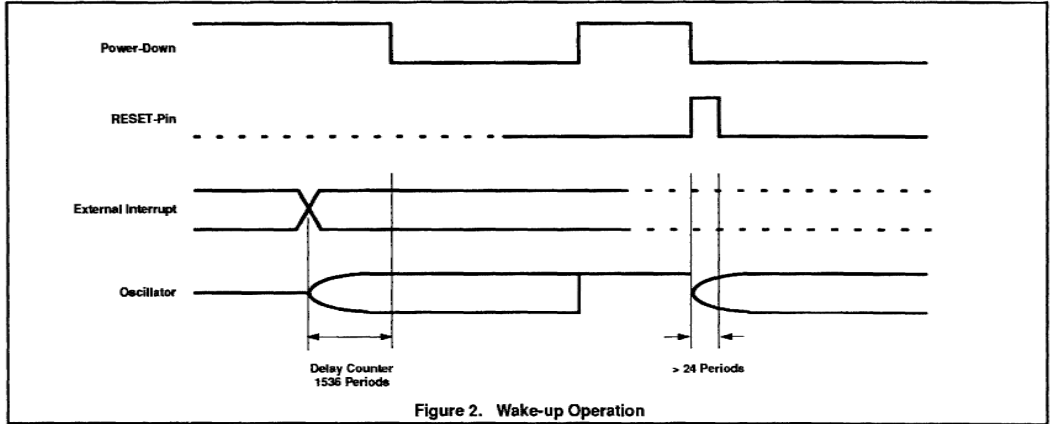 Power-Down
RESET-Pin
External Interrupt
Oscillator
Delay Counter
1536 Periods
> 24 Periods
Figure 2. Wake-up Operation